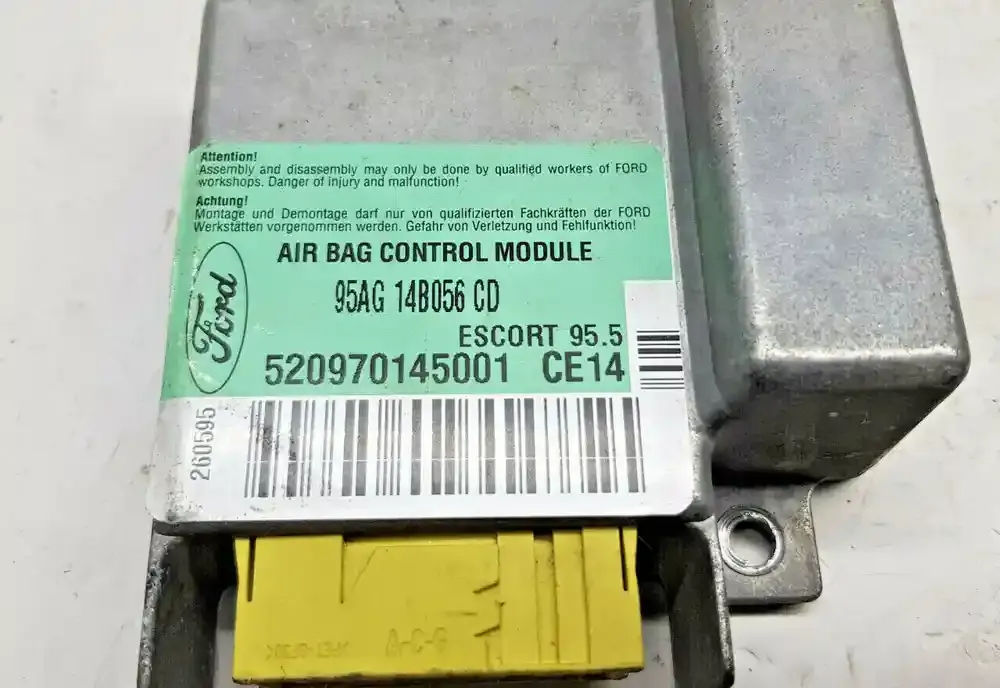 Attention!
Assembly and disassembly may only be done by qualified workers of FORD
workshops. Danger of injury and malfunction!
Achtung!
Montage und Demontage darf nur von qualifizierten Fachkräften der FORD
Werkstätten vorgenommen werden. Gefahr von Verletzung und Fehlfunktion!
AIR BAG CONTROL MODULE
Ford
95AG 14B056 CD
ESCORT 95.5
520970145001 CE14
260595
A-C-G